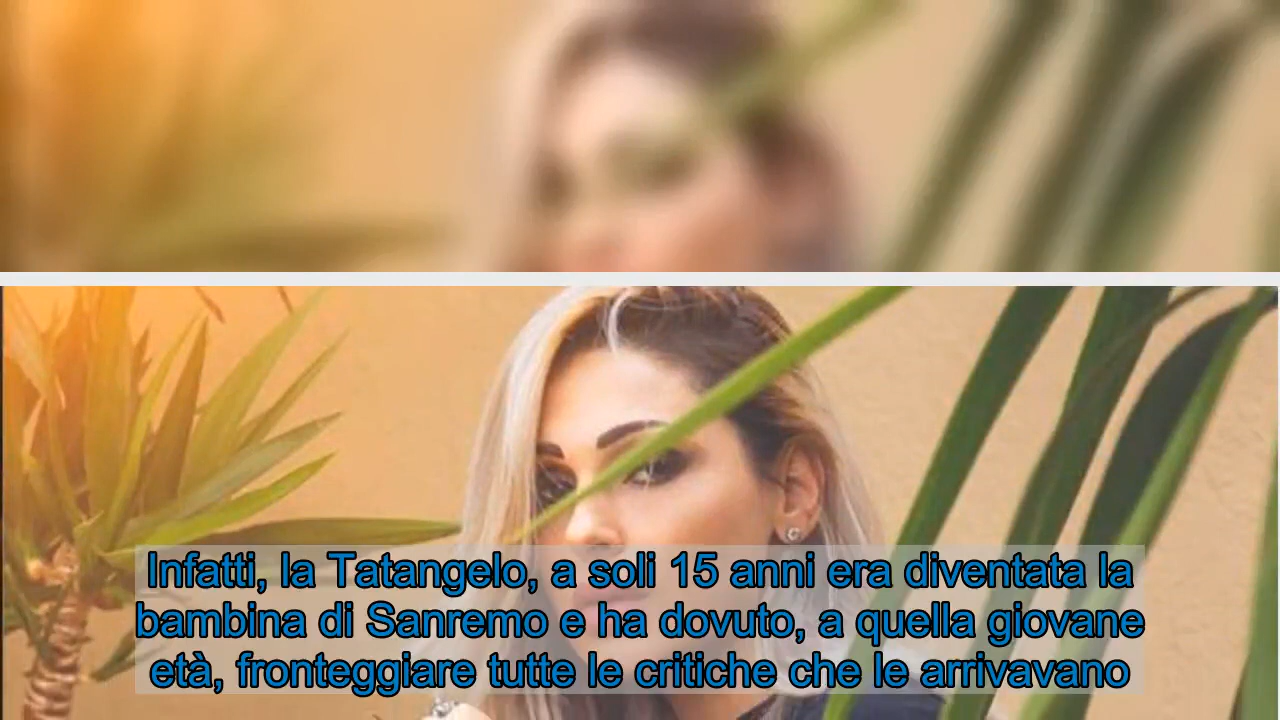 Infatti, la Tatangelo, a soli 15 anni era diventata la
bambina di Sanremo e ha dovuto, a quella giovane
età, fronteggiare tutte le critiche che le arrivavano